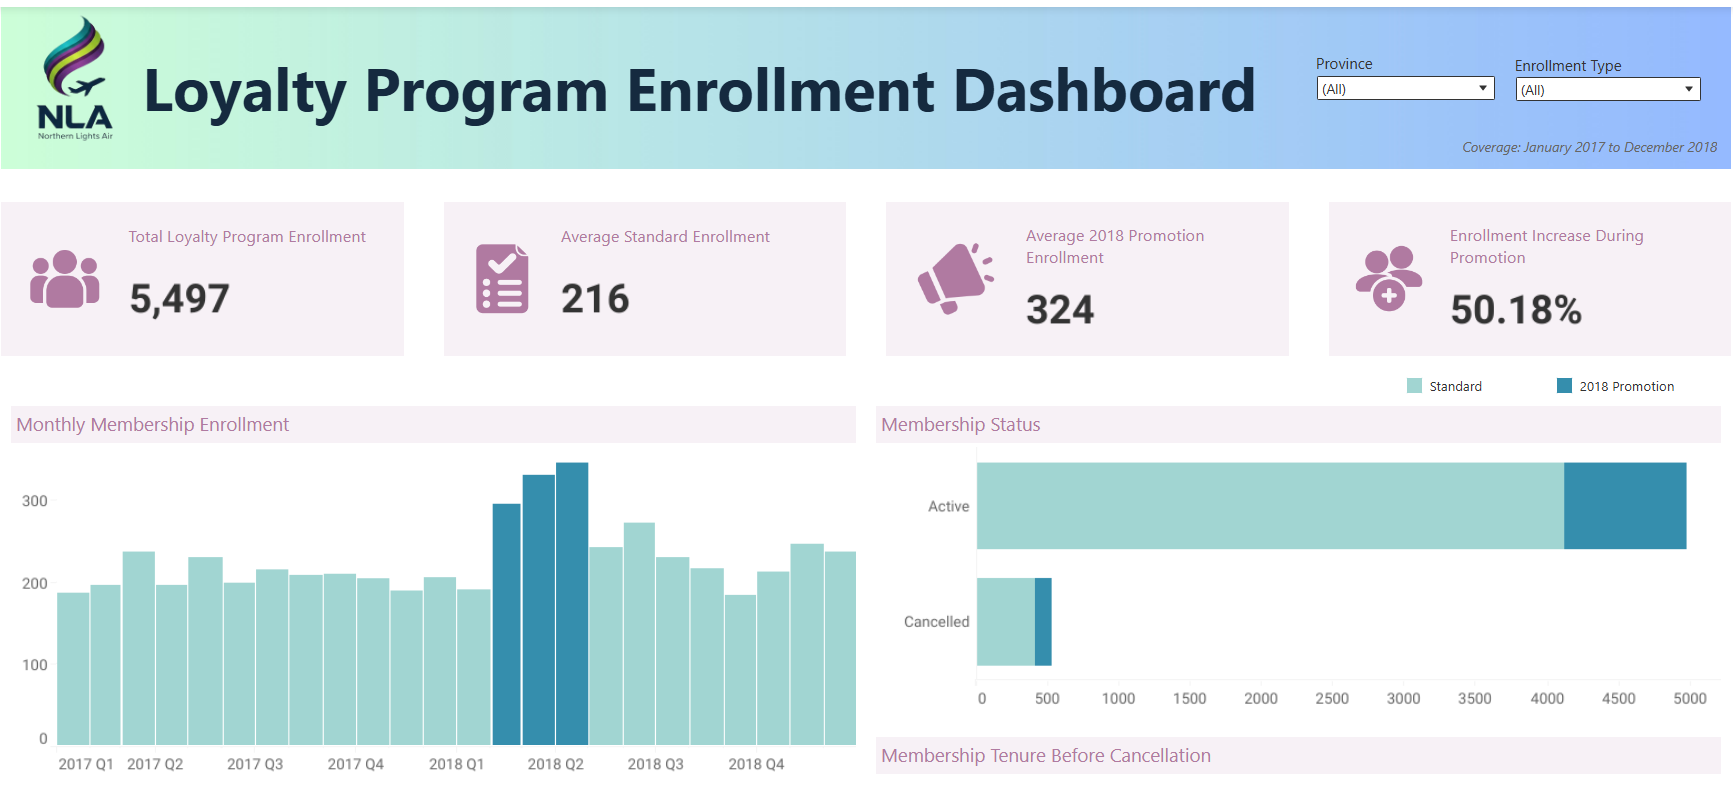 NLA
Northern Lights Air
Loyalty Program Enrollment Dashboard
Province
(All)
Enrollment Type
(All)
Coverage: January 2017 to December 2018
Total Loyalty Program Enrollment
5,497
Average Standard Enrollment
216
Average 2018 Promotion
Enrollment
324
Enrollment Increase During
Promotion
50.18%
Standard
2018 Promotion
Monthly Membership Enrollment
300
200
100
0
2017 Q1 2017 Q2 2017 Q3 2017 Q4 2018 Q1 2018 Q2 2018 Q3 2018 Q4
Membership Status
Active
Cancelled
0 500 1000 1500 2000 2500 3000 3500 4000 4500 5000
Membership Tenure Before Cancellation